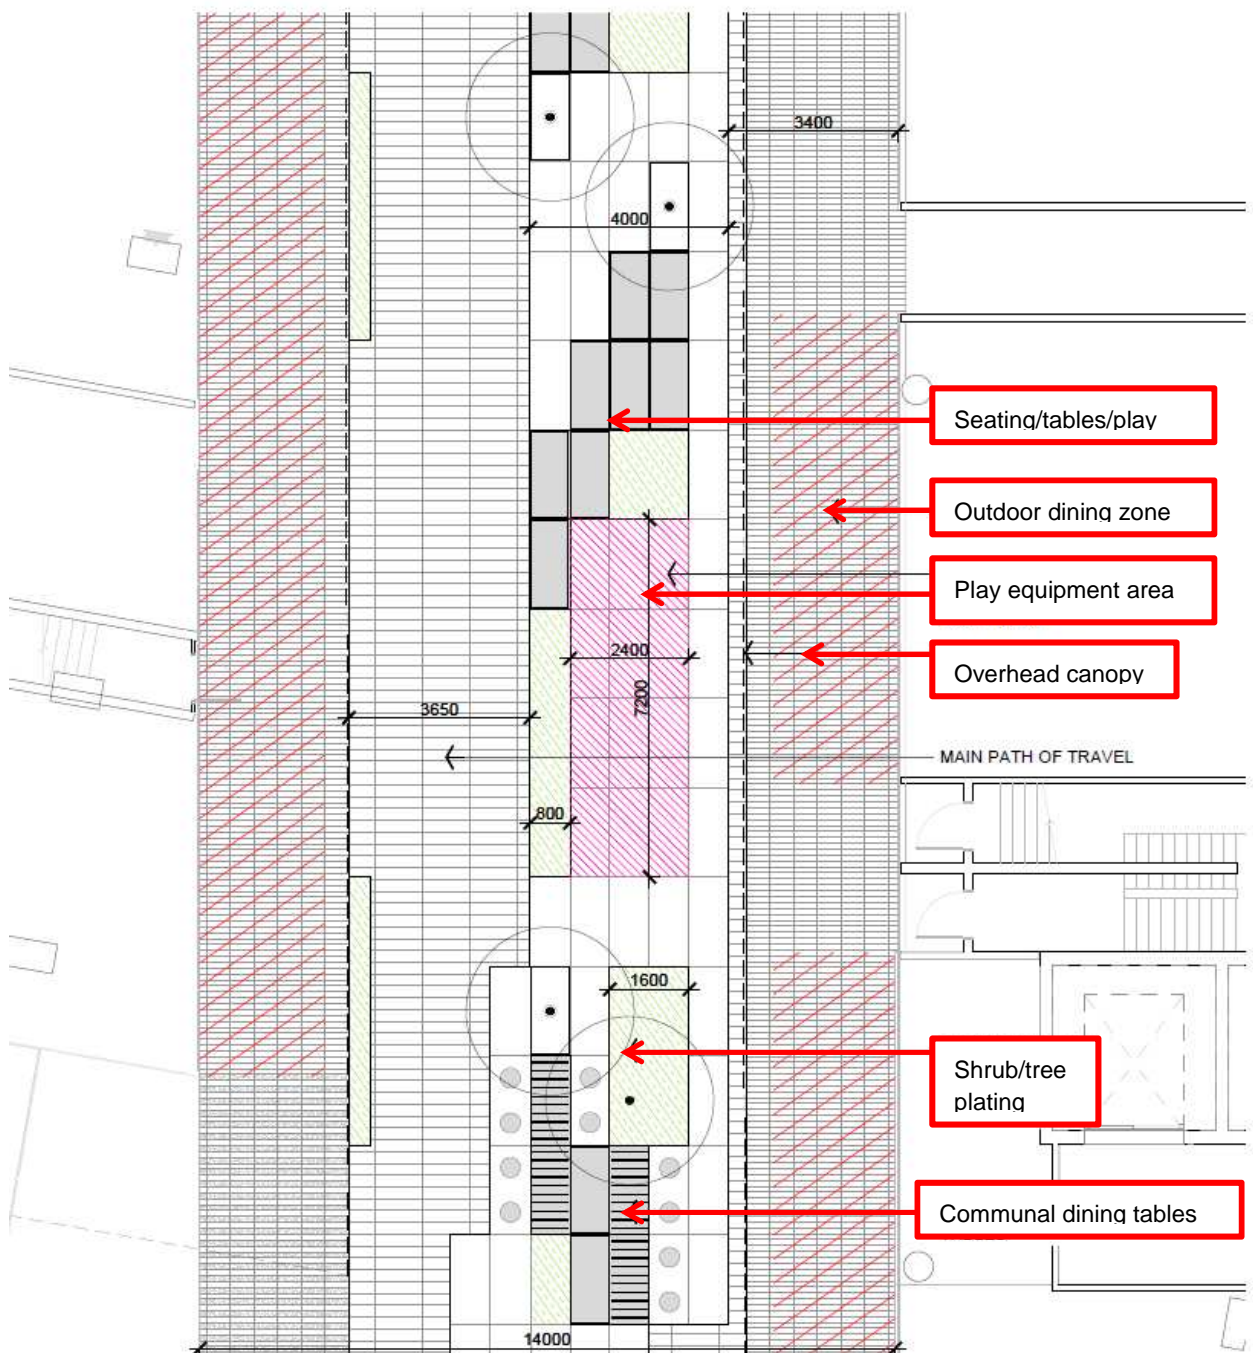 3400
4000
Seating/tables/play
Outdoor dining zone
Play equipment area
2400
Overhead canopy
7200
3650
MAIN PATH OF TRAVEL
800
1600
Shrub/tree
plating
Communal dining tables
14000